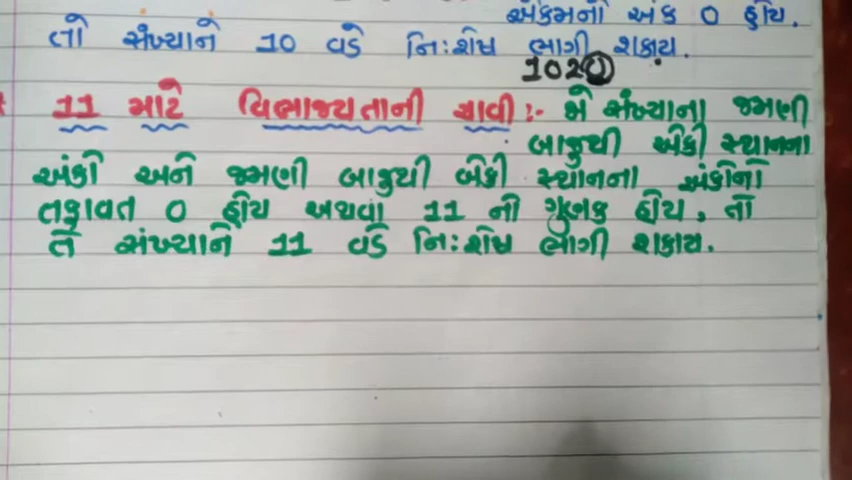 એકમનો અંક 0 હોય.
તો સંખ્યાને 10 વડે નિ:શેષ ભાગી શકાય.
1020
11 માટે વિભાજ્યતાની ચાવી :- જે સંખ્યાના જમણી
બાજુથી એકી સ્થાનના
અંકો અને જમણી બાજુથી બેકી સ્થાનના અંકોનો
તફાવત 0 હોય અથવા 11 નો ગુણક હોય, તો
તે સંખ્યાને 11 વડે નિ:શેષ ભાગી શકાય.